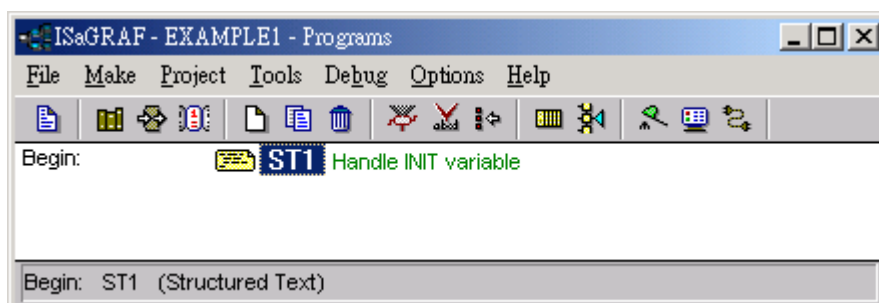 ISaGRAF - EXAMPLE1 - Programs
File Make Project Tools Debug Options Help
Begin: ST1 Handle INIT variable
Begin: ST1 (Structured Text)